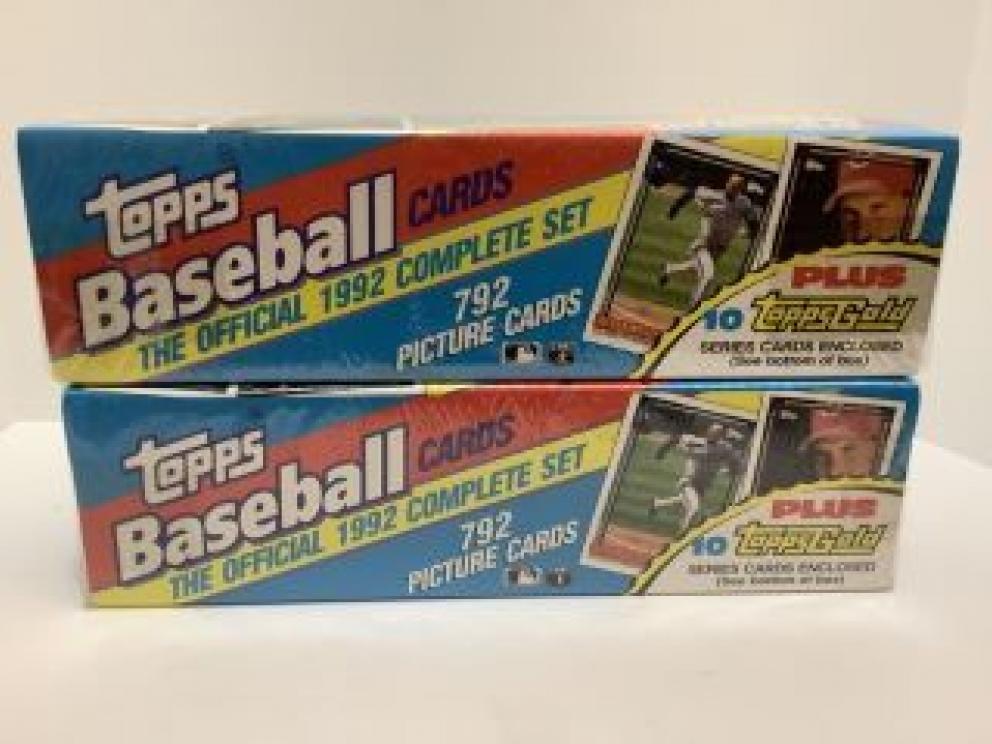 Topps
Baseball CARDS
THE OFFICIAL 1992 COMPLETE SET
792
PICTURE CARDS
PLUS
10 Topps Gold
SERIES CARDS ENCLOSED
(See bottom of box)
Topps
Baseball CARDS
THE OFFICIAL 1992 COMPLETE SET
792
PICTURE CARDS
PLUS
10 Topps Gold
SERIES CARDS ENCLOSED
(See bottom of box)